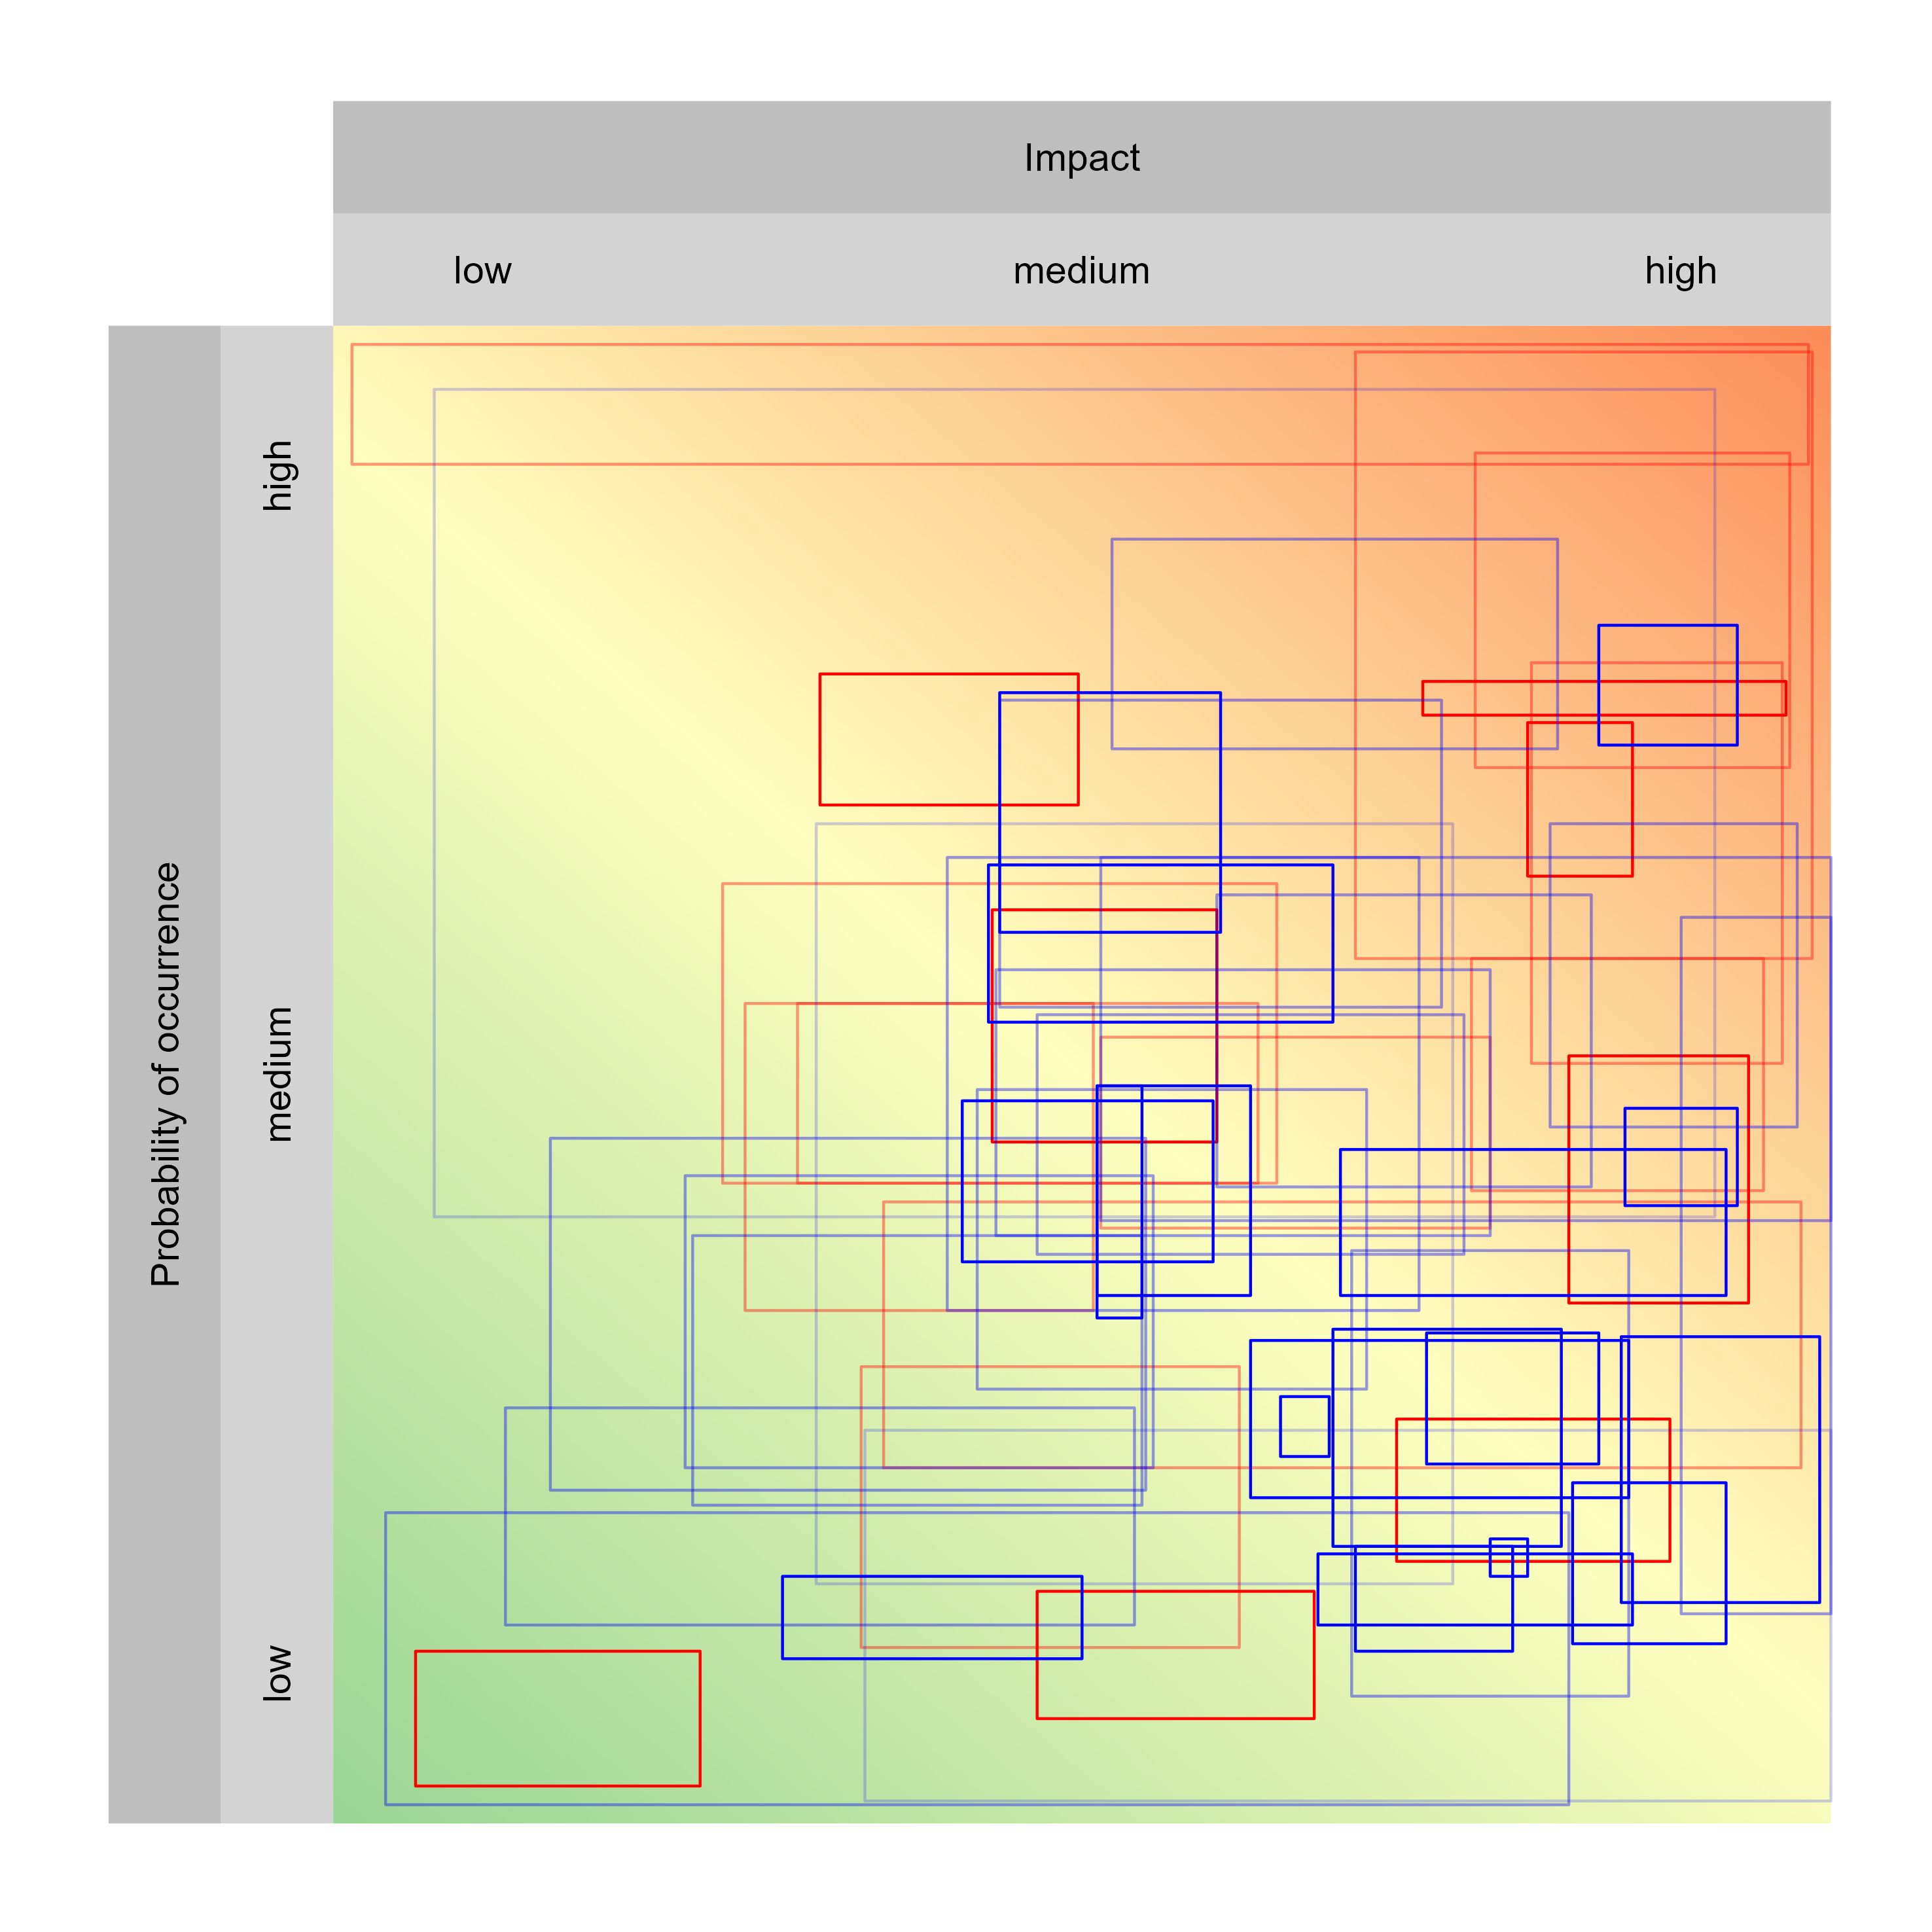 Impact
low medium high
high
medium
low
Probability of occurrence